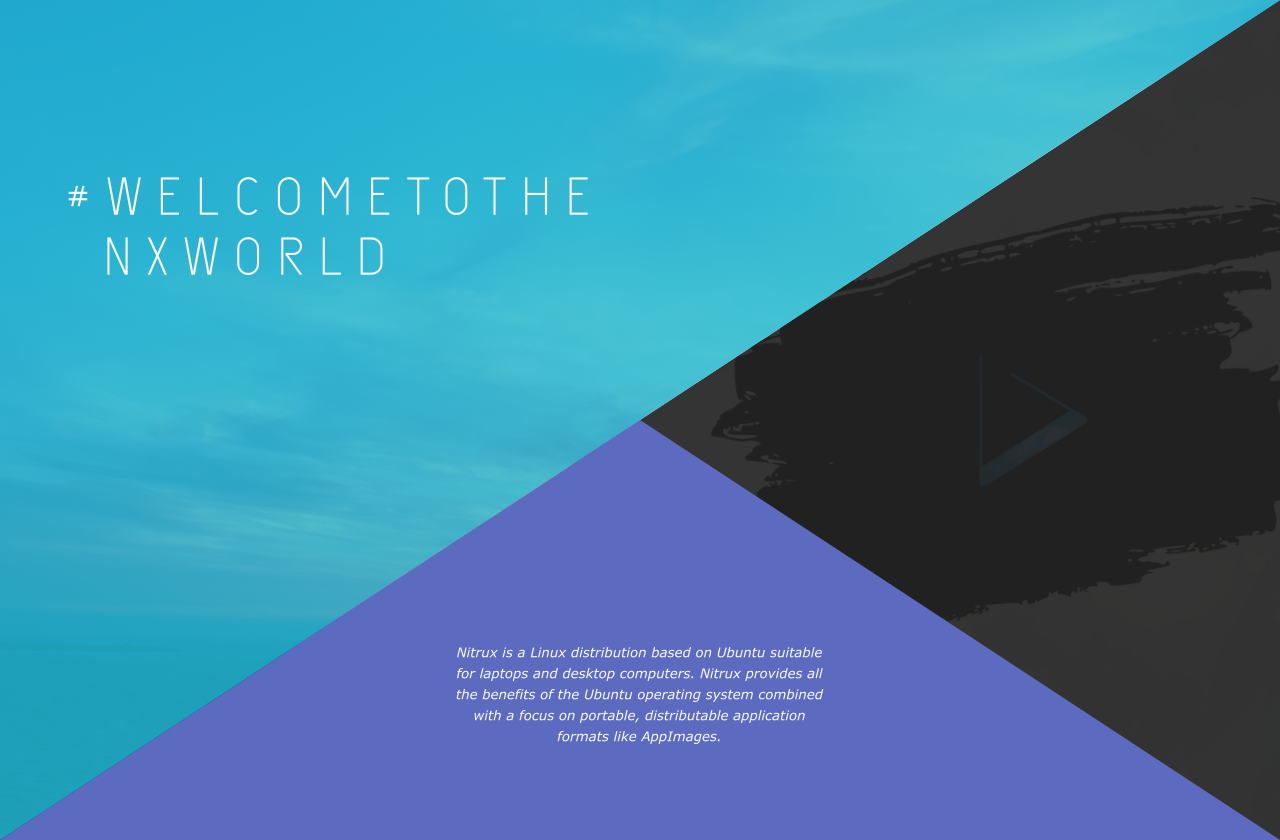 #WELCOMETOTHE
NXWORLD
Nitrux is a Linux distribution based on Ubuntu suitable
for laptops and desktop computers. Nitrux provides all
the benefits of the Ubuntu operating system combined
with a focus on portable, distributable application
formats like AppImages.